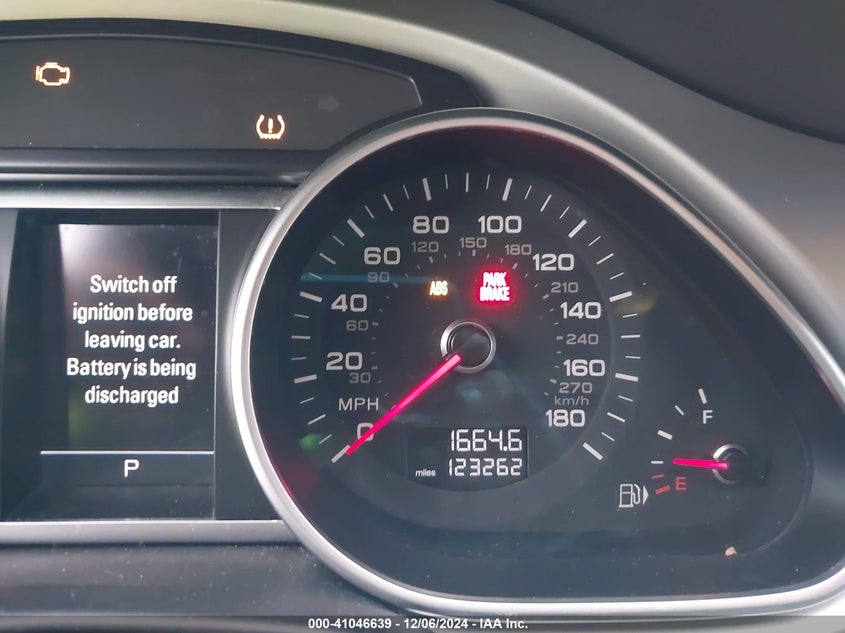 Switch off
ignition before
leaving car.
Battery is being
discharged
P
80 100
120 150 180
60 120
90 210
ABS PARK
BRAKE
40 140
60 240
20 160
30 270
MPH km/h
0 180
1664.6
miles 123262
F
E
000-41046639 - 12/06/2024 - IAA Inc.